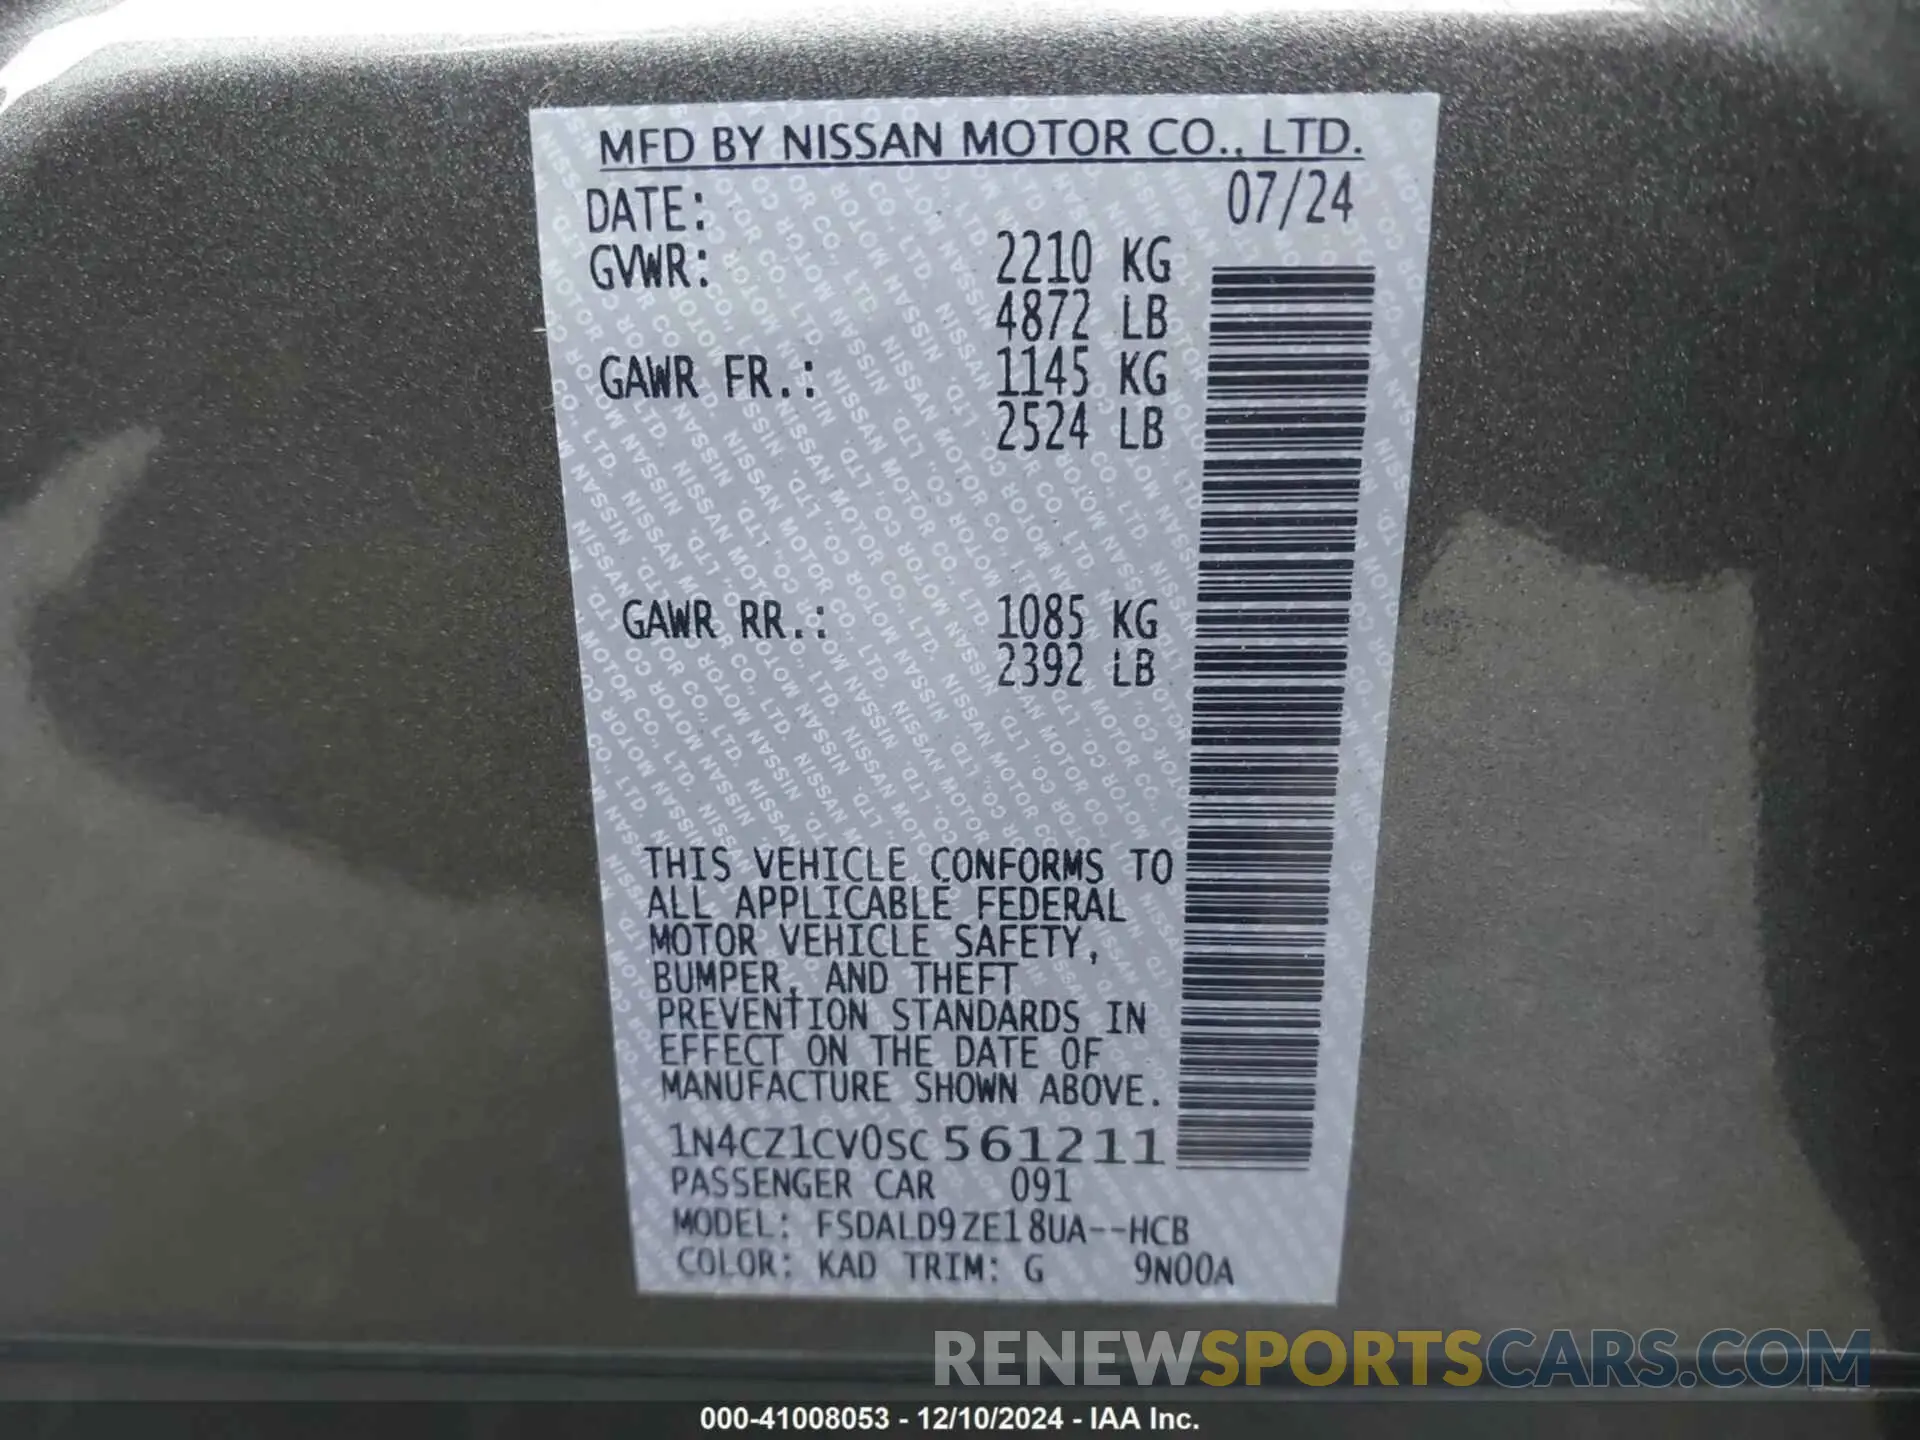 MFD BY NISSAN MOTOR CO., LTD.
DATE: 07/24
GVWR: 2210 KG
4872 LB
GAWR FR.: 1145 KG
2524 LB
GAWR RR.: 1085 KG
2392 LB
THIS VEHICLE CONFORMS TO
ALL APPLICABLE FEDERAL
MOTOR VEHICLE SAFETY,
BUMPER, AND THEFT
PREVENTION STANDARDS IN
EFFECT ON THE DATE OF
MANUFACTURE SHOWN ABOVE.
1N4CZ1CV0SC561211
PASSENGER CAR 091
MODEL: FSDALD9ZE18UA--HCB
COLOR: KAD TRIM: G 9N00A
RENEWSPORTSCARS.COM
000-41008053 - 12/10/2024 - IAA Inc.